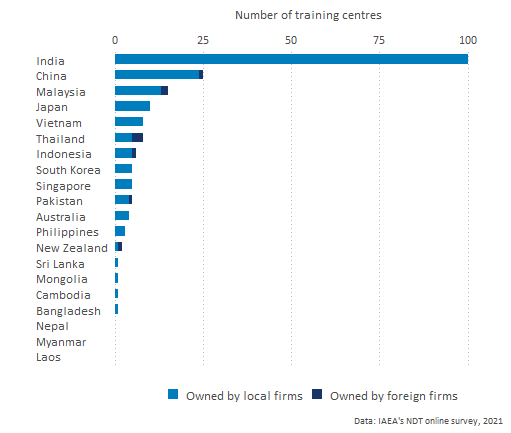 Number of training centres
0 25 50 75 100
India
China
Malaysia
Japan
Vietnam
Thailand
Indonesia
South Korea
Singapore
Pakistan
Australia
Philippines
New Zealand
Sri Lanka
Mongolia
Cambodia
Bangladesh
Nepal
Myanmar
Laos
Owned by local firms Owned by foreign firms
Data: IAEA's NDT online survey, 2021